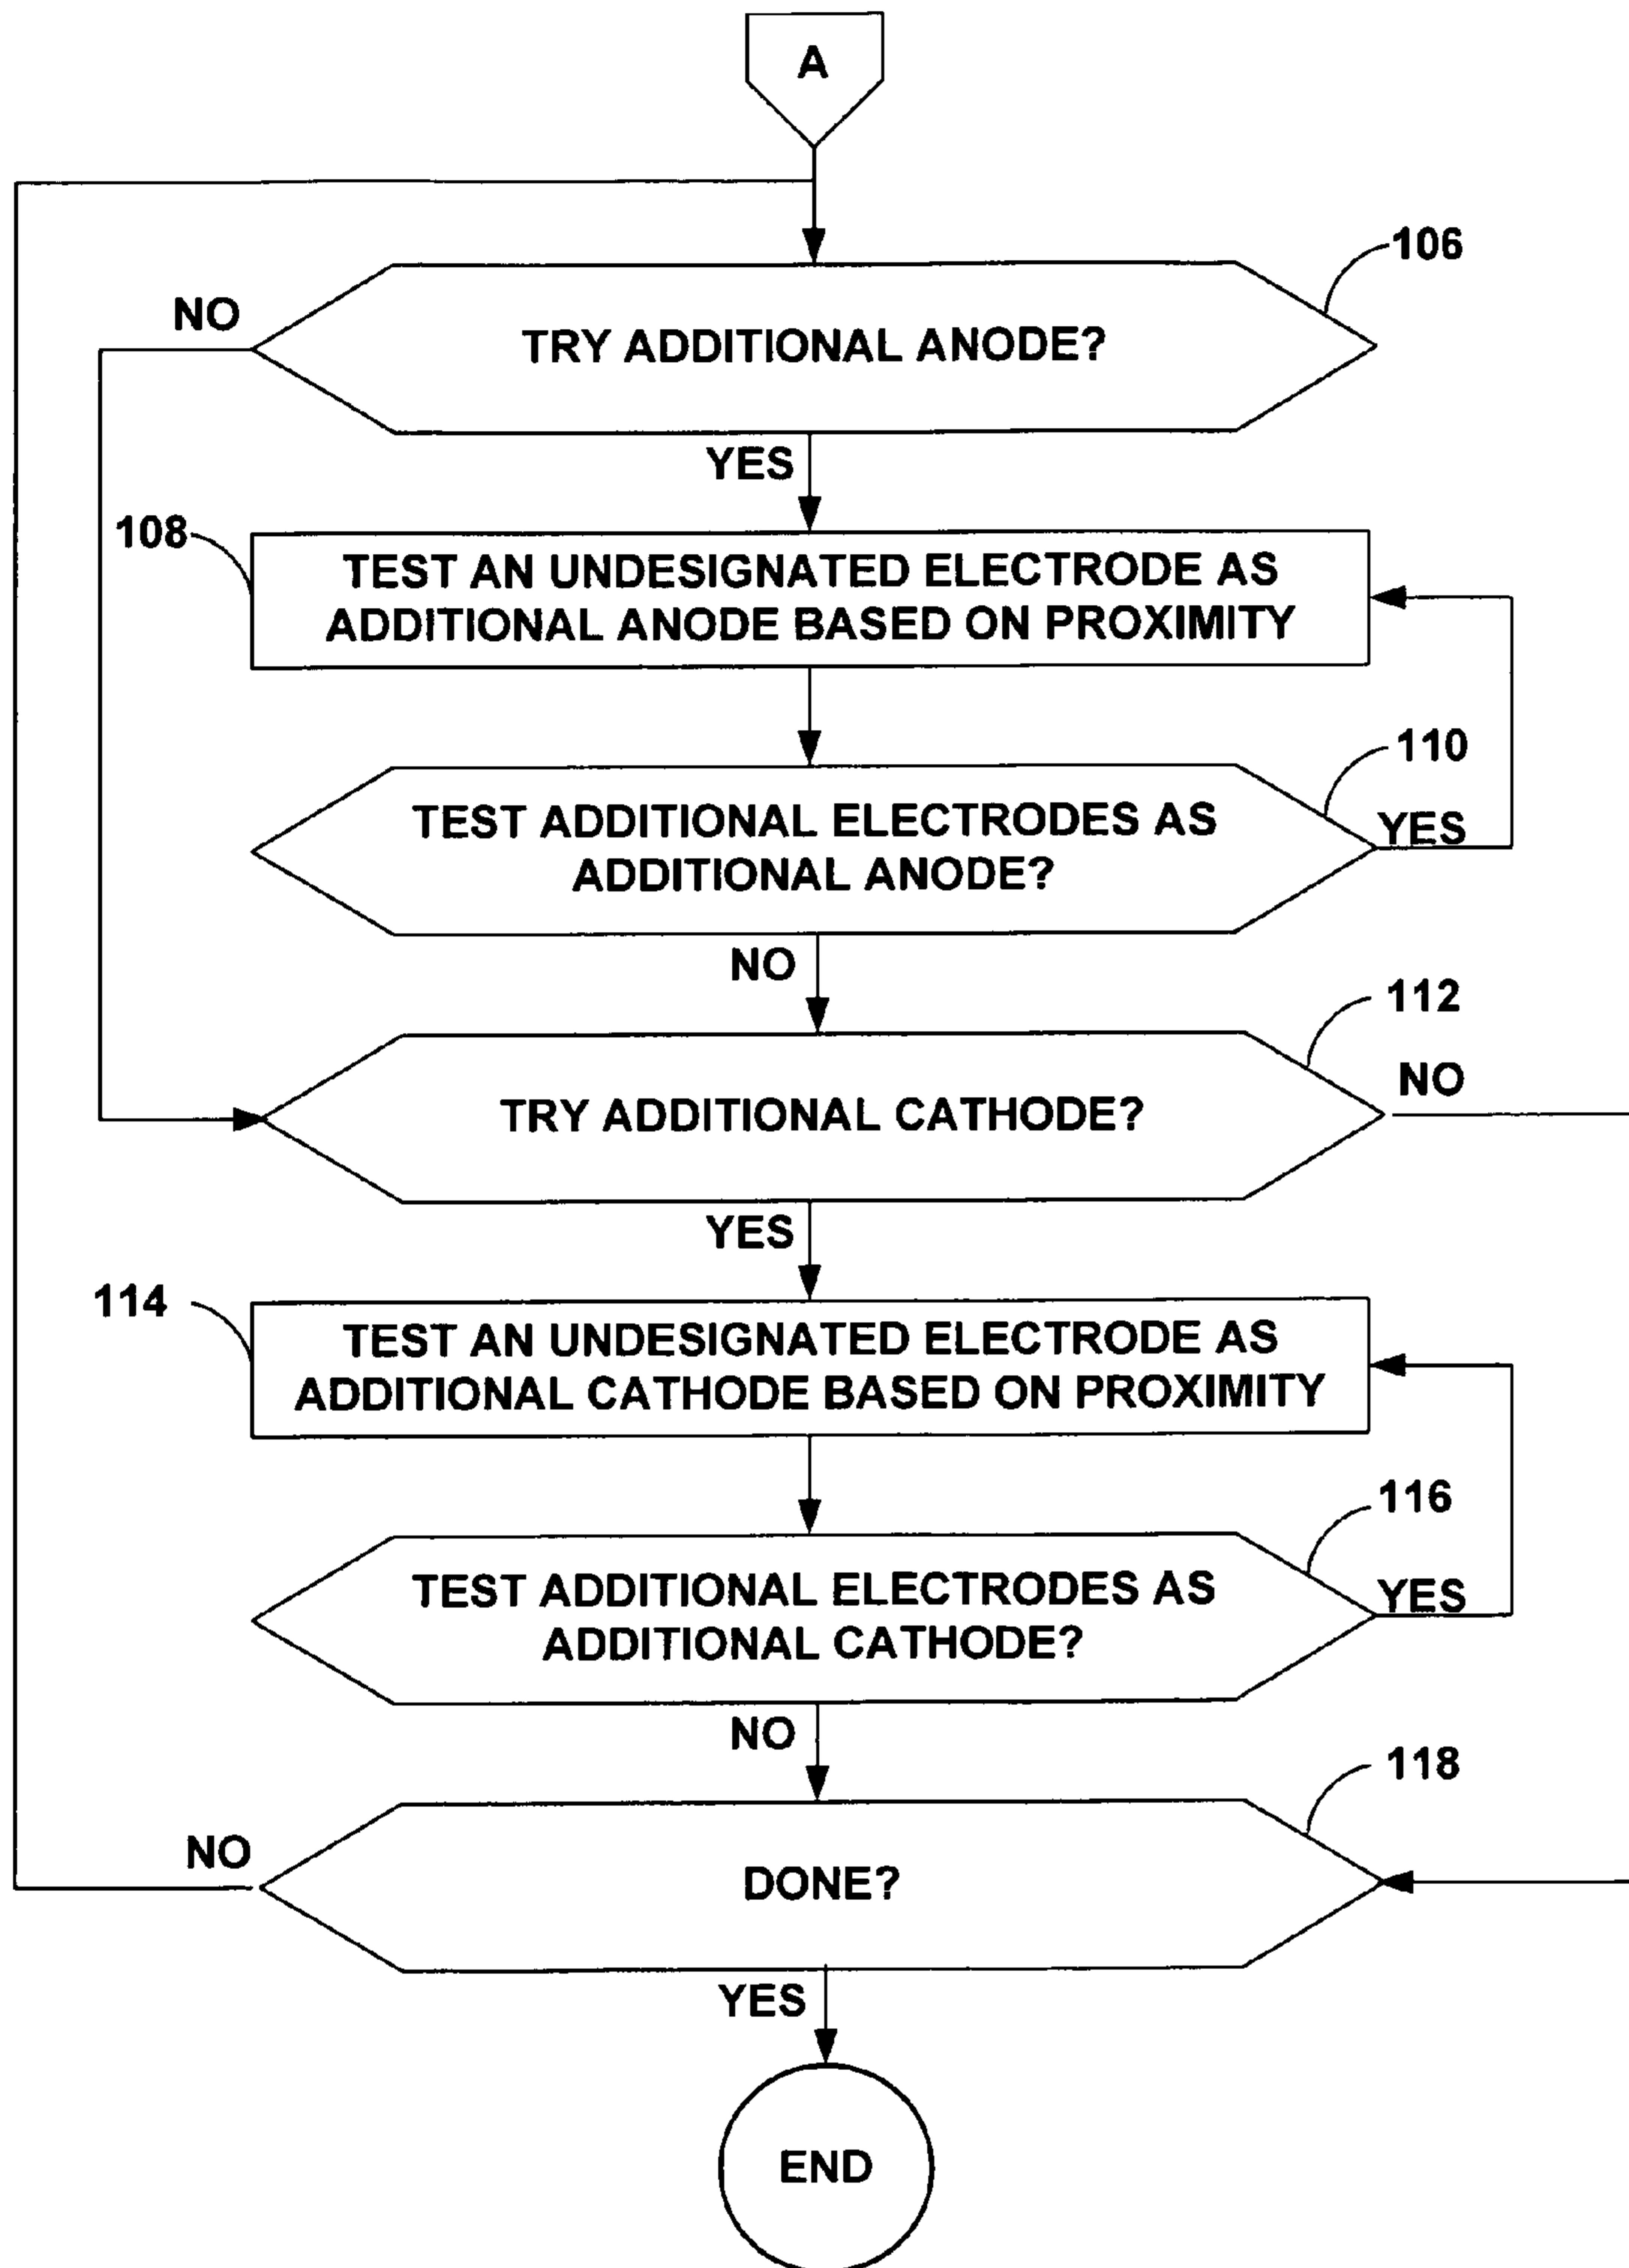 A
106
NO
TRY ADDITIONAL ANODE?
YES
108
TEST AN UNDESIGNATED ELECTRODE AS
ADDITIONAL ANODE BASED ON PROXIMITY
110
TEST ADDITIONAL ELECTRODES AS
ADDITIONAL ANODE?
YES
NO
112
TRY ADDITIONAL CATHODE?
NO
YES
114
TEST AN UNDESIGNATED ELECTRODE AS
ADDITIONAL CATHODE BASED ON PROXIMITY
116
TEST ADDITIONAL ELECTRODES AS
ADDITIONAL CATHODE?
YES
NO
118
NO
DONE?
YES
END